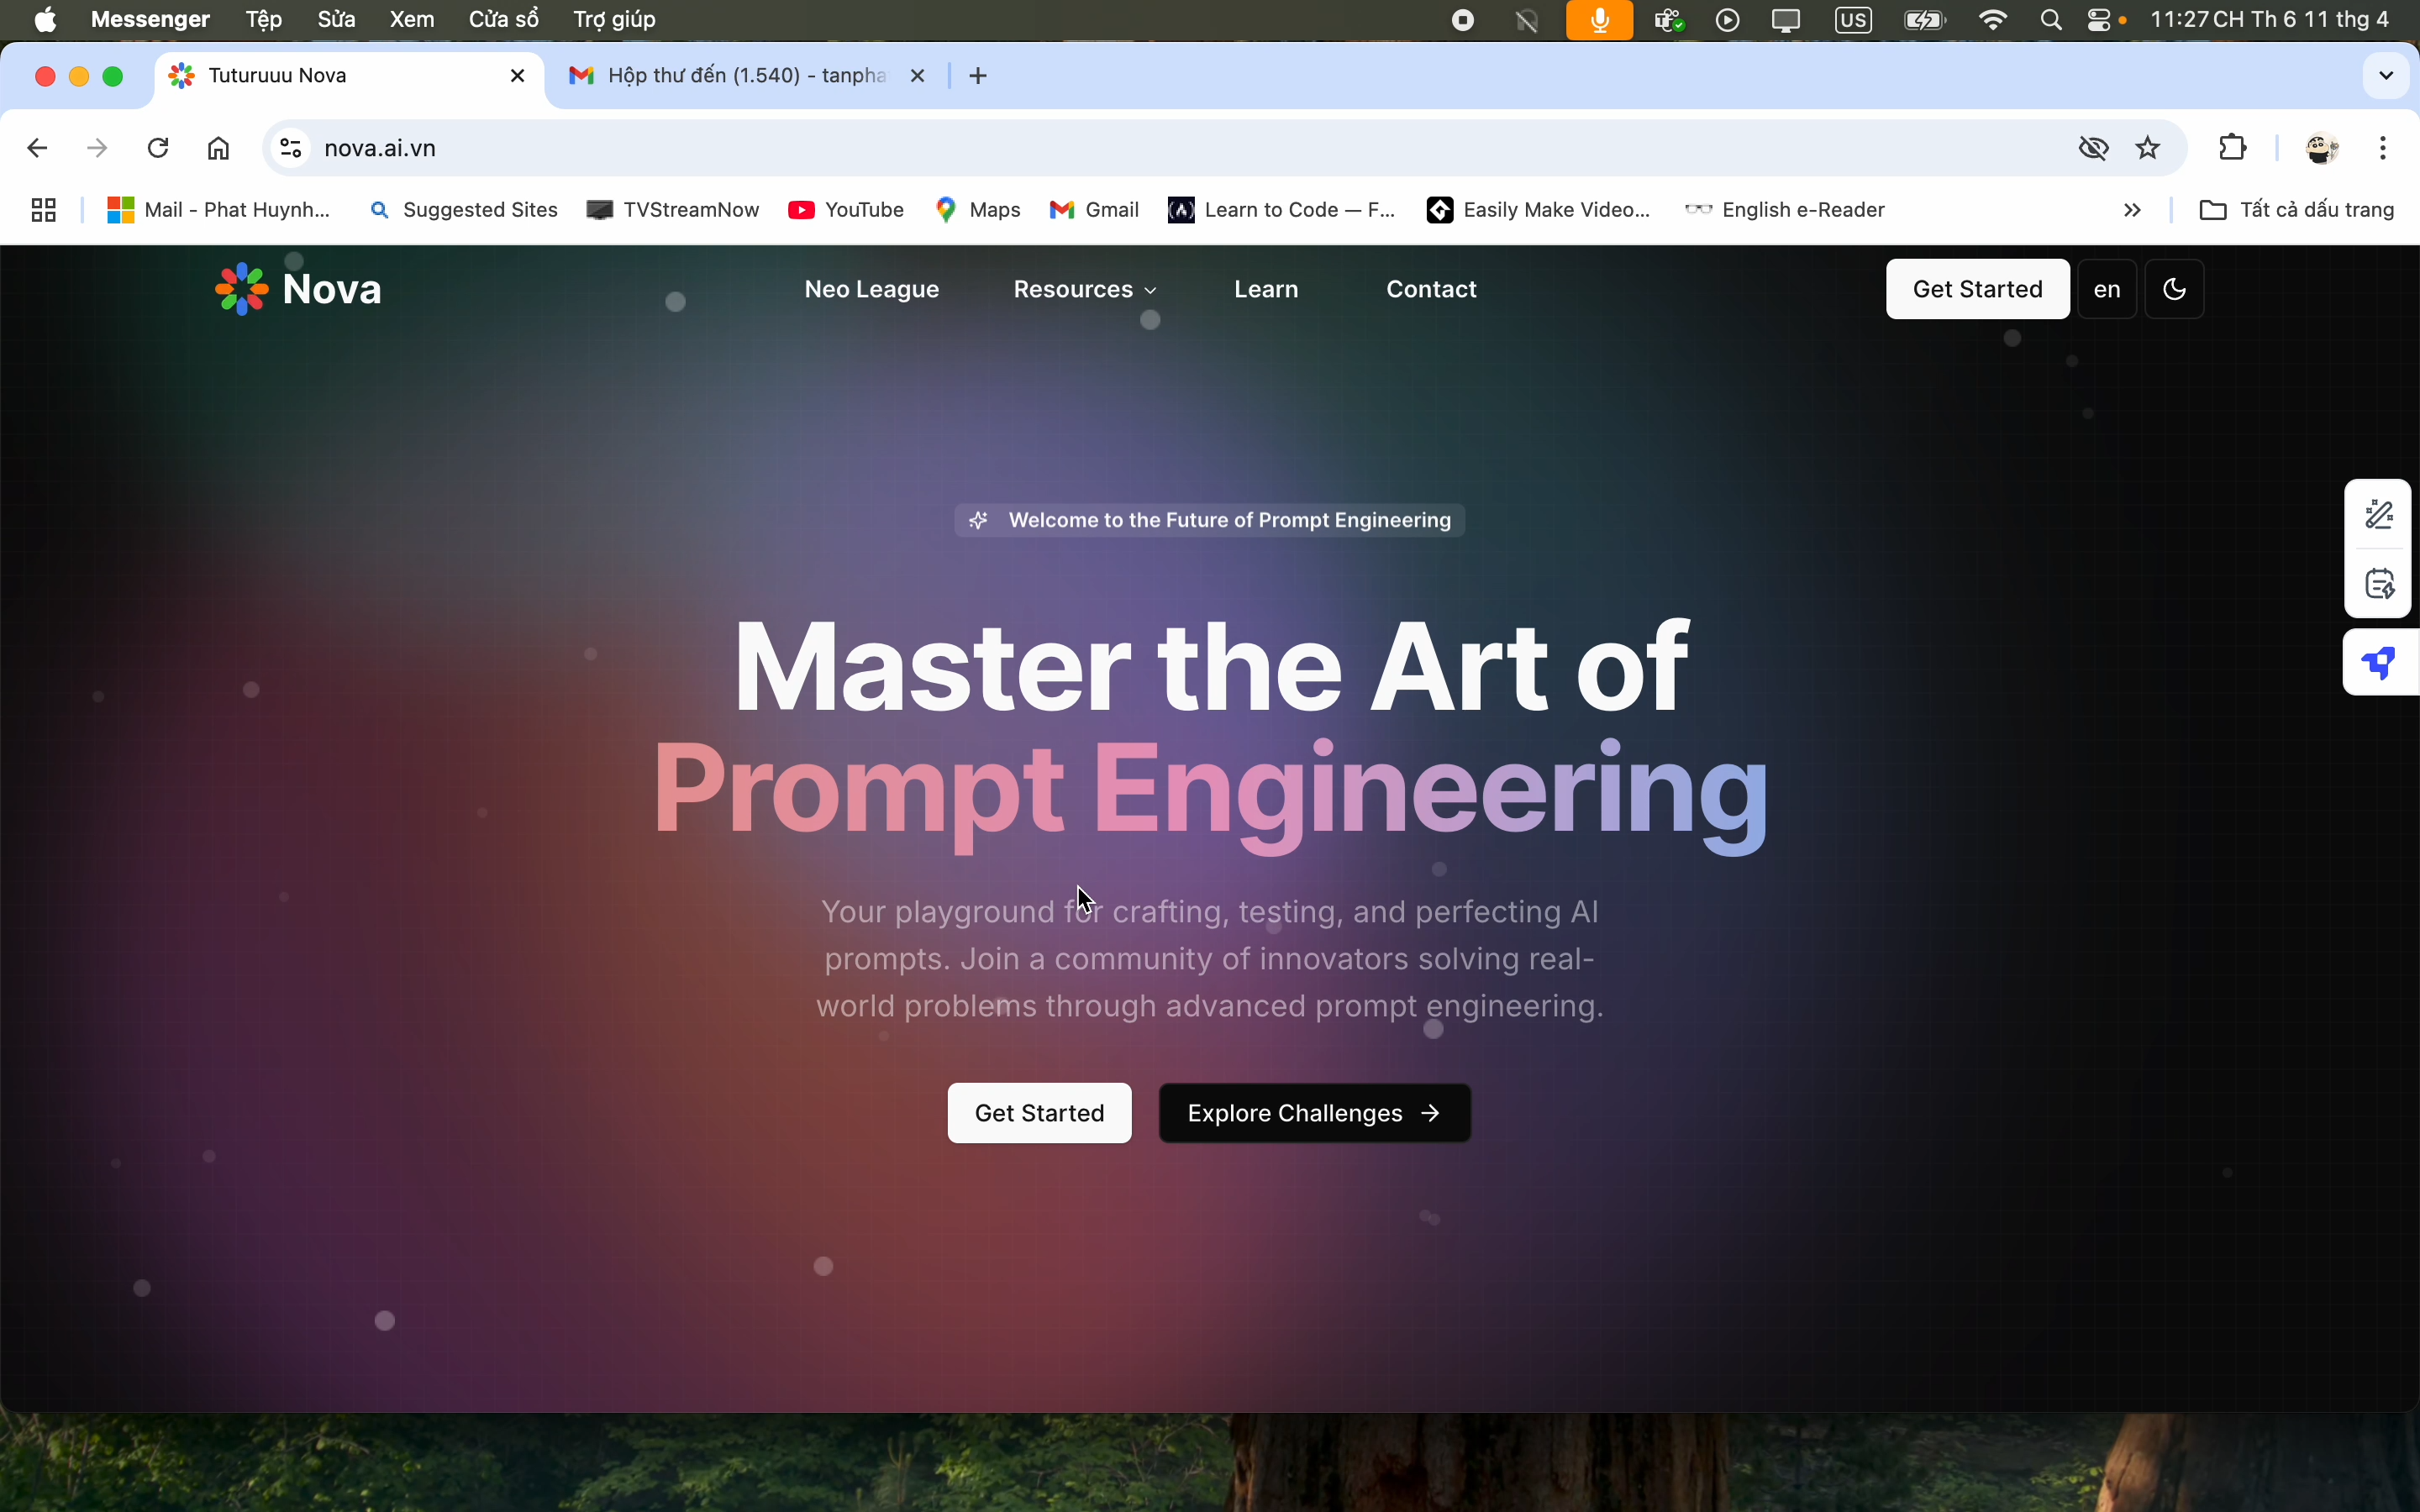 Messenger Tệp Sửa Xem Cửa sổ Trợ giúp US 11:27 CH Th 6 11 thg 4
Tuturuuu Nova Hộp thư đến (1.540) - tanpha
nova.ai.vn
Mail - Phat Huynh... Suggested Sites TVStreamNow YouTube Maps Gmail Learn to Code — F... Easily Make Video... English e-Reader Tất cả dấu trang
Nova Neo League Resources Learn Contact Get Started en
Welcome to the Future of Prompt Engineering
Master the Art of
Prompt Engineering
Your playground for crafting, testing, and perfecting AI
prompts. Join a community of innovators solving real-
world problems through advanced prompt engineering.
Get Started Explore Challenges →